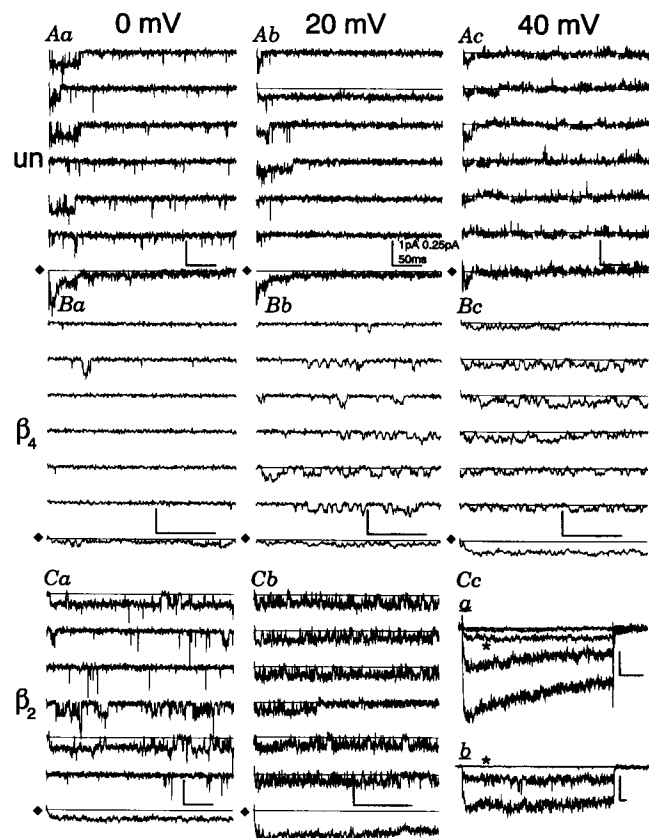 0 mV 20 mV 40 mV
Aa Ab Ac
un
1pA 0.25pA
50ms
◆ ◆ ◆
Ba Bb Bc
β4
◆ ◆ ◆
Ca Cb Cc
a
*
β2
b *
◆ ◆